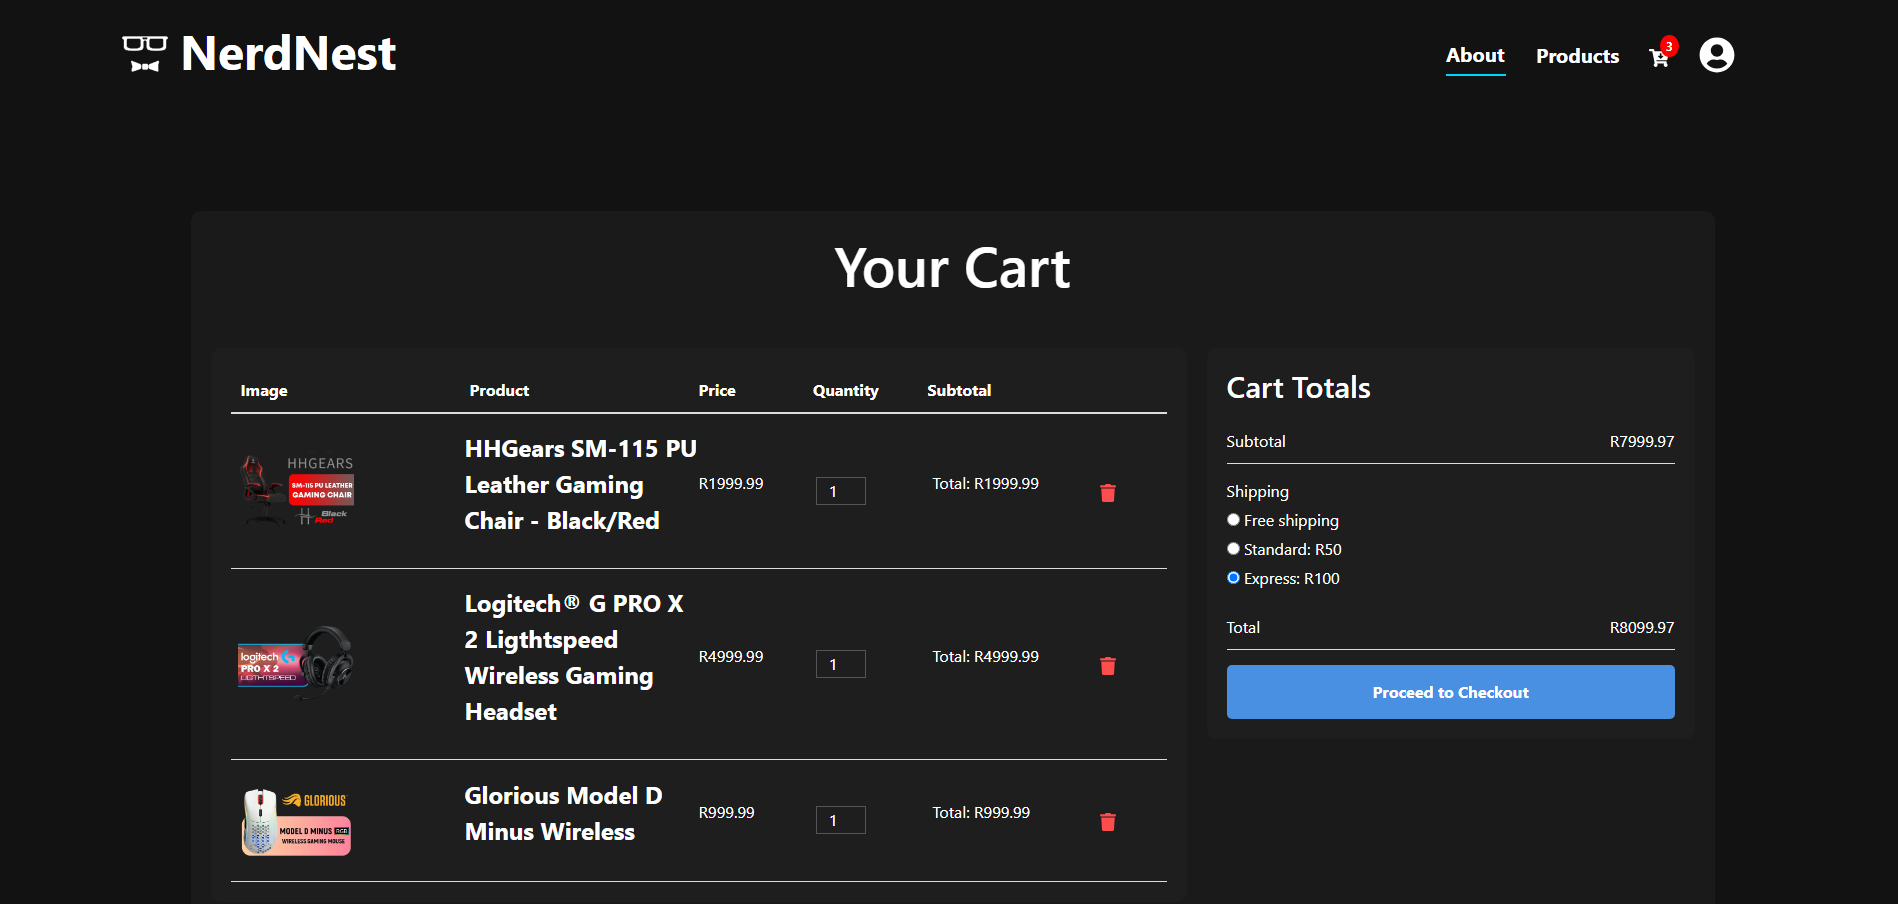 NerdNest
About
Products
3
Your Cart
Image
Product
Price
Quantity
Subtotal
HHGEARS
SM-115 PU LEATHER
GAMING CHAIR
Black
Red
HHGears SM-115 PU
Leather Gaming
Chair - Black/Red
R1999.99
1
Total: R1999.99
logitech G
PRO X 2
LIGTHTSPEED
Logitech® G PRO X
2 Ligthtspeed
Wireless Gaming
Headset
R4999.99
1
Total: R4999.99
GLORIOUS
MODEL D MINUS RGB
WIRELESS GAMING MOUSE
Glorious Model D
Minus Wireless
R999.99
1
Total: R999.99
Cart Totals
Subtotal R7999.97
Shipping
Free shipping
Standard: R50
Express: R100
Total R8099.97
Proceed to Checkout